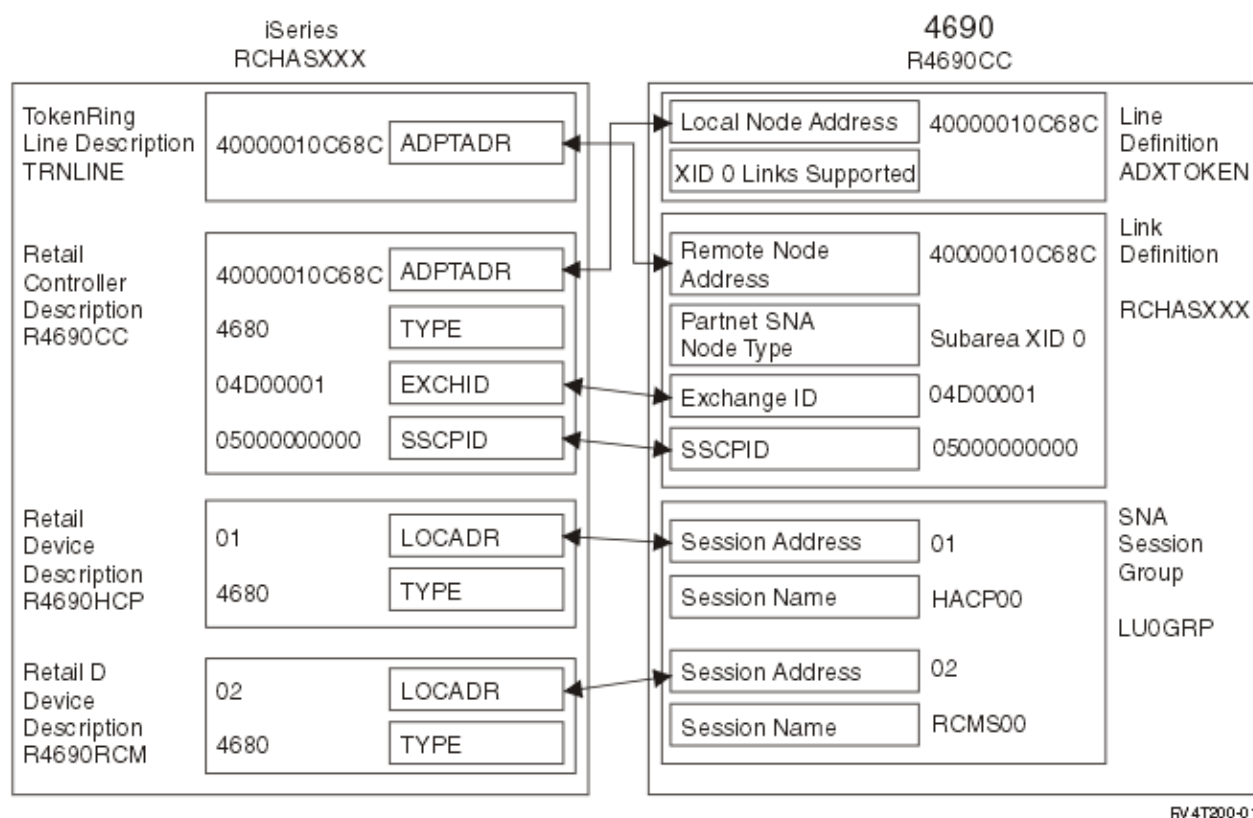 iSeries
RCHASXXX
4690
R4690CC
TokenRing
Line Description
TRNLINE
40000010C68C
ADPTADR
Retail
Controller
Description
R4690CC
40000010C68C
ADPTADR
4680
TYPE
04D00001
EXCHID
05000000000
SSCPID
Retail
Device
Description
R4690HCP
01
LOCADR
4680
TYPE
Retail D
Device
Description
R4690RCM
02
LOCADR
4680
TYPE
Local Node Address
40000010C68C
XID 0 Links Supported
Line
Definition
ADXTOKEN
Remote Node
Address
40000010C68C
Partnet SNA
Node Type
Subarea XID 0
Exchange ID
04D00001
SSCPID
05000000000
Link
Definition
RCHASXXX
Session Address
01
Session Name
HACP00
Session Address
02
Session Name
RCMS00
SNA
Session
Group
LU0GRP
RV4T200-01